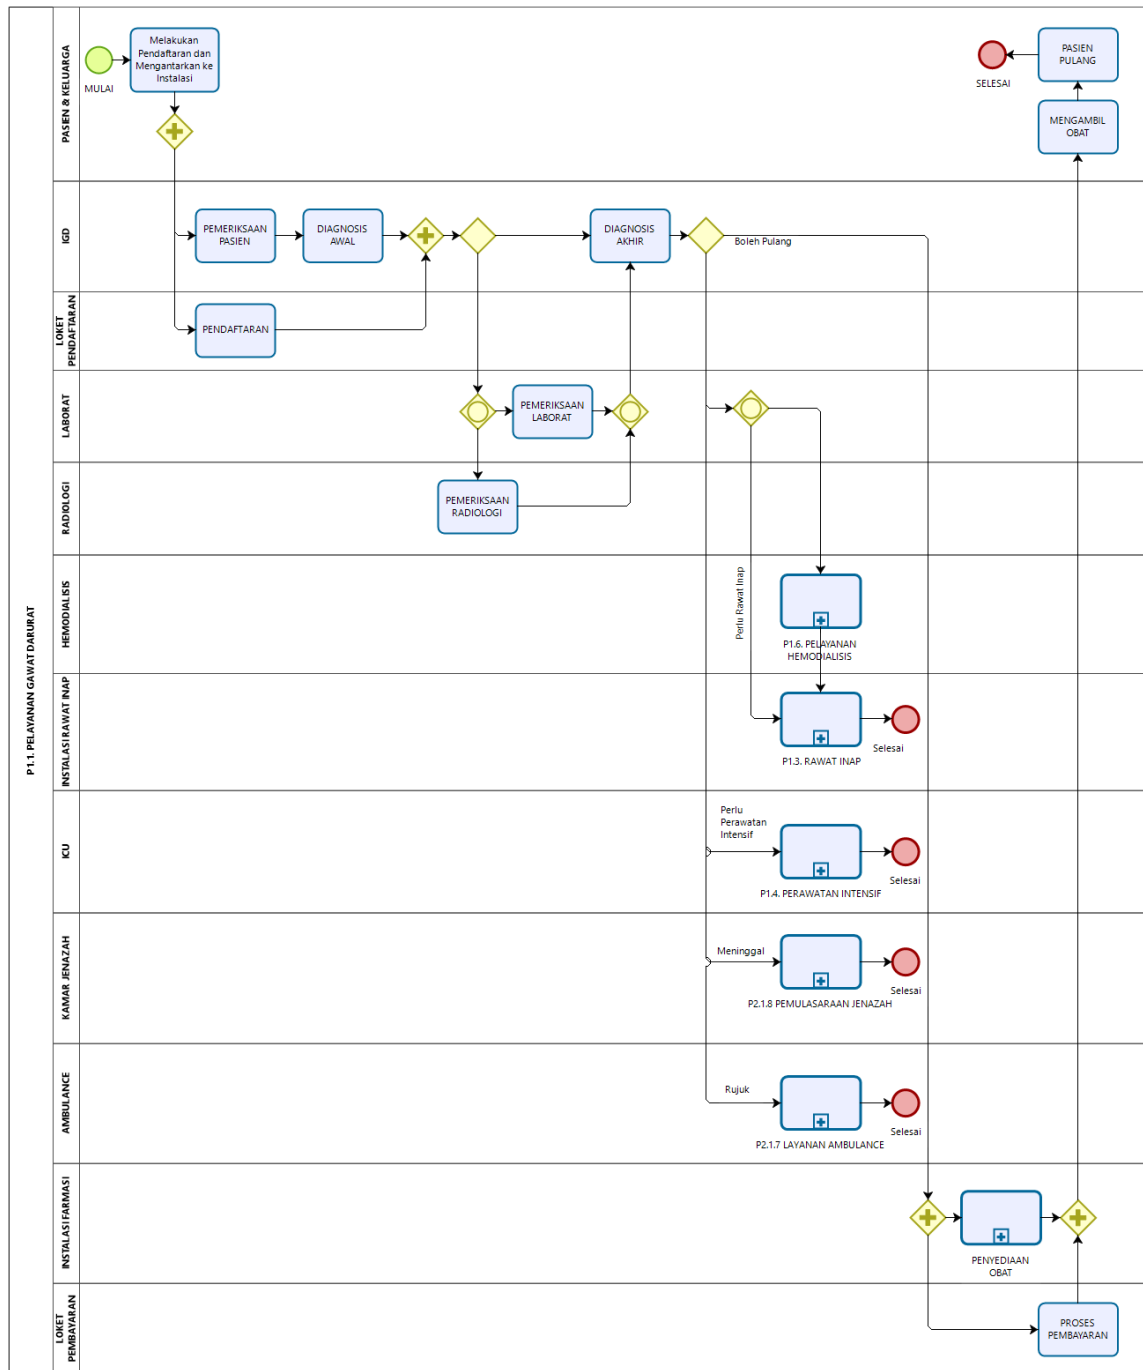 P1.1. PELAYANAN GAWAT DARURAT
PASIEN & KELUARGA
MULAI
Melakukan
Pendaftaran dan
Mengantarkan ke
Instalasi
SELESAI
PASIEN
PULANG
MENGAMBIL
OBAT
IGD
PEMERIKSAAN
PASIEN
DIAGNOSIS
AWAL
DIAGNOSIS
AKHIR
Boleh Pulang
LOKET
PENDAFTARAN
PENDAFTARAN
LABORAT
PEMERIKSAAN
LABORAT
RADIOLOGI
PEMERIKSAAN
RADIOLOGI
HEMODIALISIS
Perlu Rawat Inap
P1.6. PELAYANAN
HEMODIALISIS
INSTALASI RAWAT INAP
P1.3. RAWAT INAP
Selesai
ICU
Perlu
Perawatan
Intensif
P1.4. PERAWATAN INTENSIF
Selesai
KAMAR JENAZAH
Meninggal
P2.1.8 PEMULASARAAN JENAZAH
Selesai
AMBULANCE
Rujuk
P2.1.7 LAYANAN AMBULANCE
Selesai
INSTALASI FARMASI
PENYEDIAAN
OBAT
LOKET
PEMBAYARAN
PROSES
PEMBAYARAN